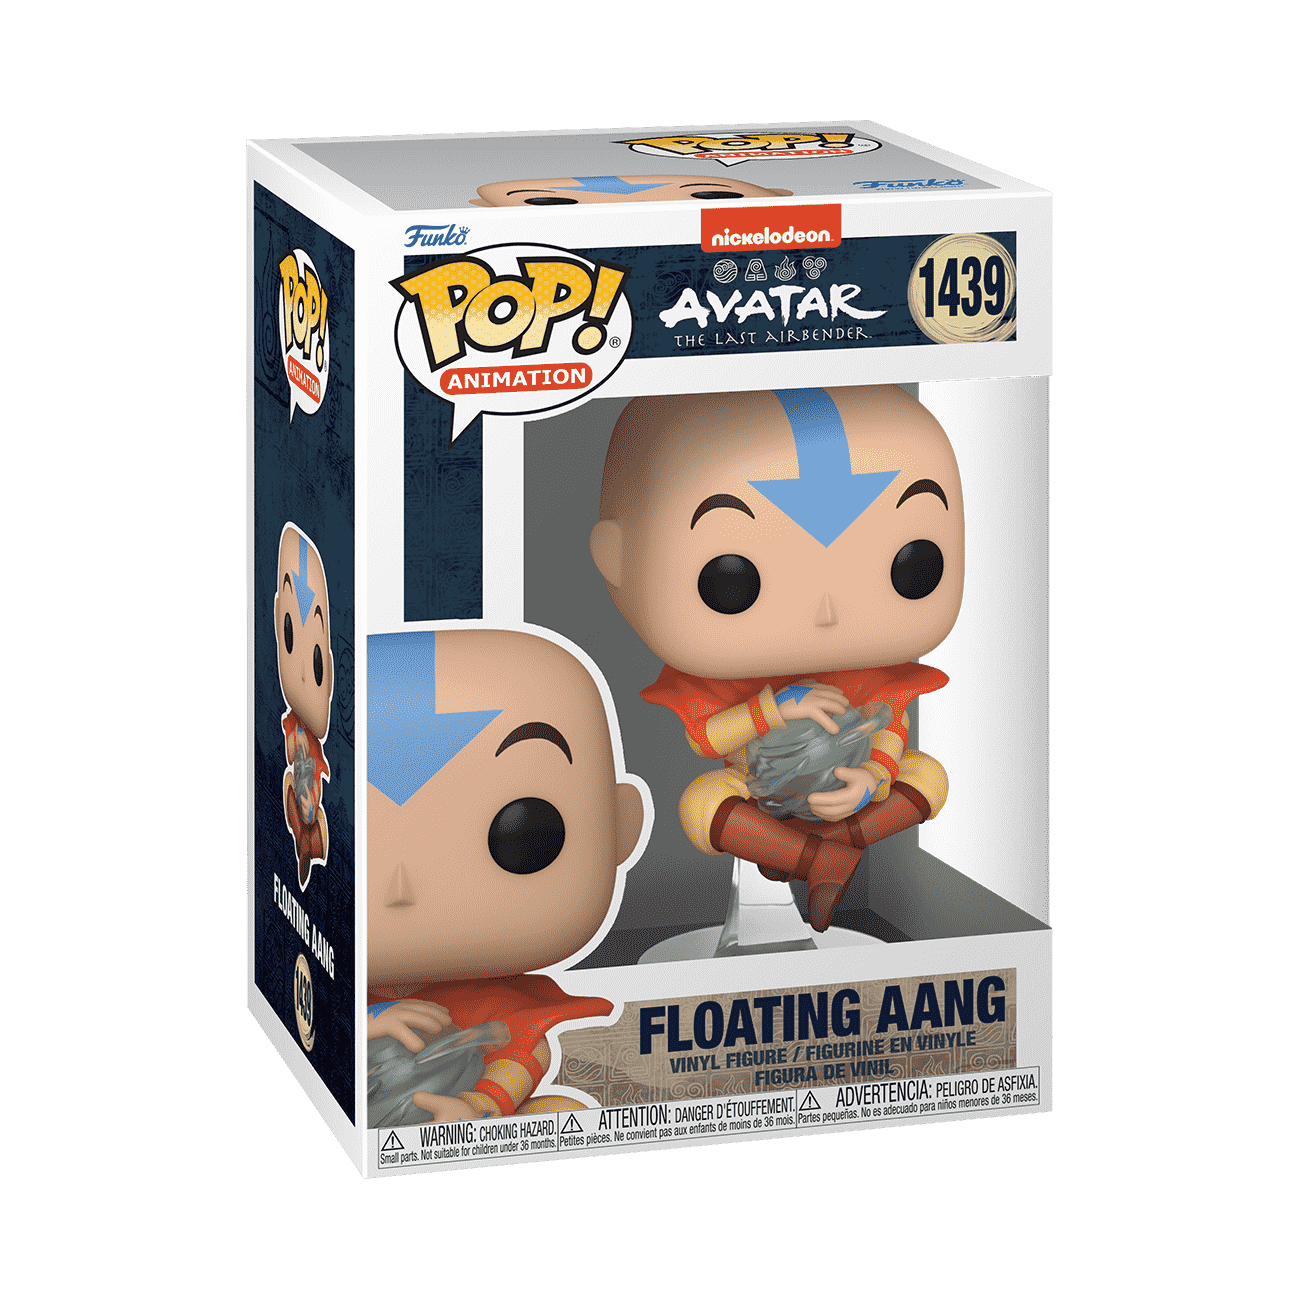 POP!
ANIMATION
Funko
Funko
nickelodeon
POP!®
ANIMATION
AVATAR
THE LAST AIRBENDER
1439
POP!
ANIMATION
FLOATING AANG
1439
FLOATING AANG
VINYL FIGURE / FIGURINE EN VINYLE
FIGURA DE VINIL
WARNING: CHOKING HAZARD.
Small parts. Not suitable for children under 36 months.
ATTENTION: DANGER D'ÉTOUFFEMENT.
Petites pièces. Ne convient pas aux enfants de moins de 36 mois.
ADVERTENCIA: PELIGRO DE ASFIXIA.
Partes pequeñas. No es adecuado para niños menores de 36 meses.